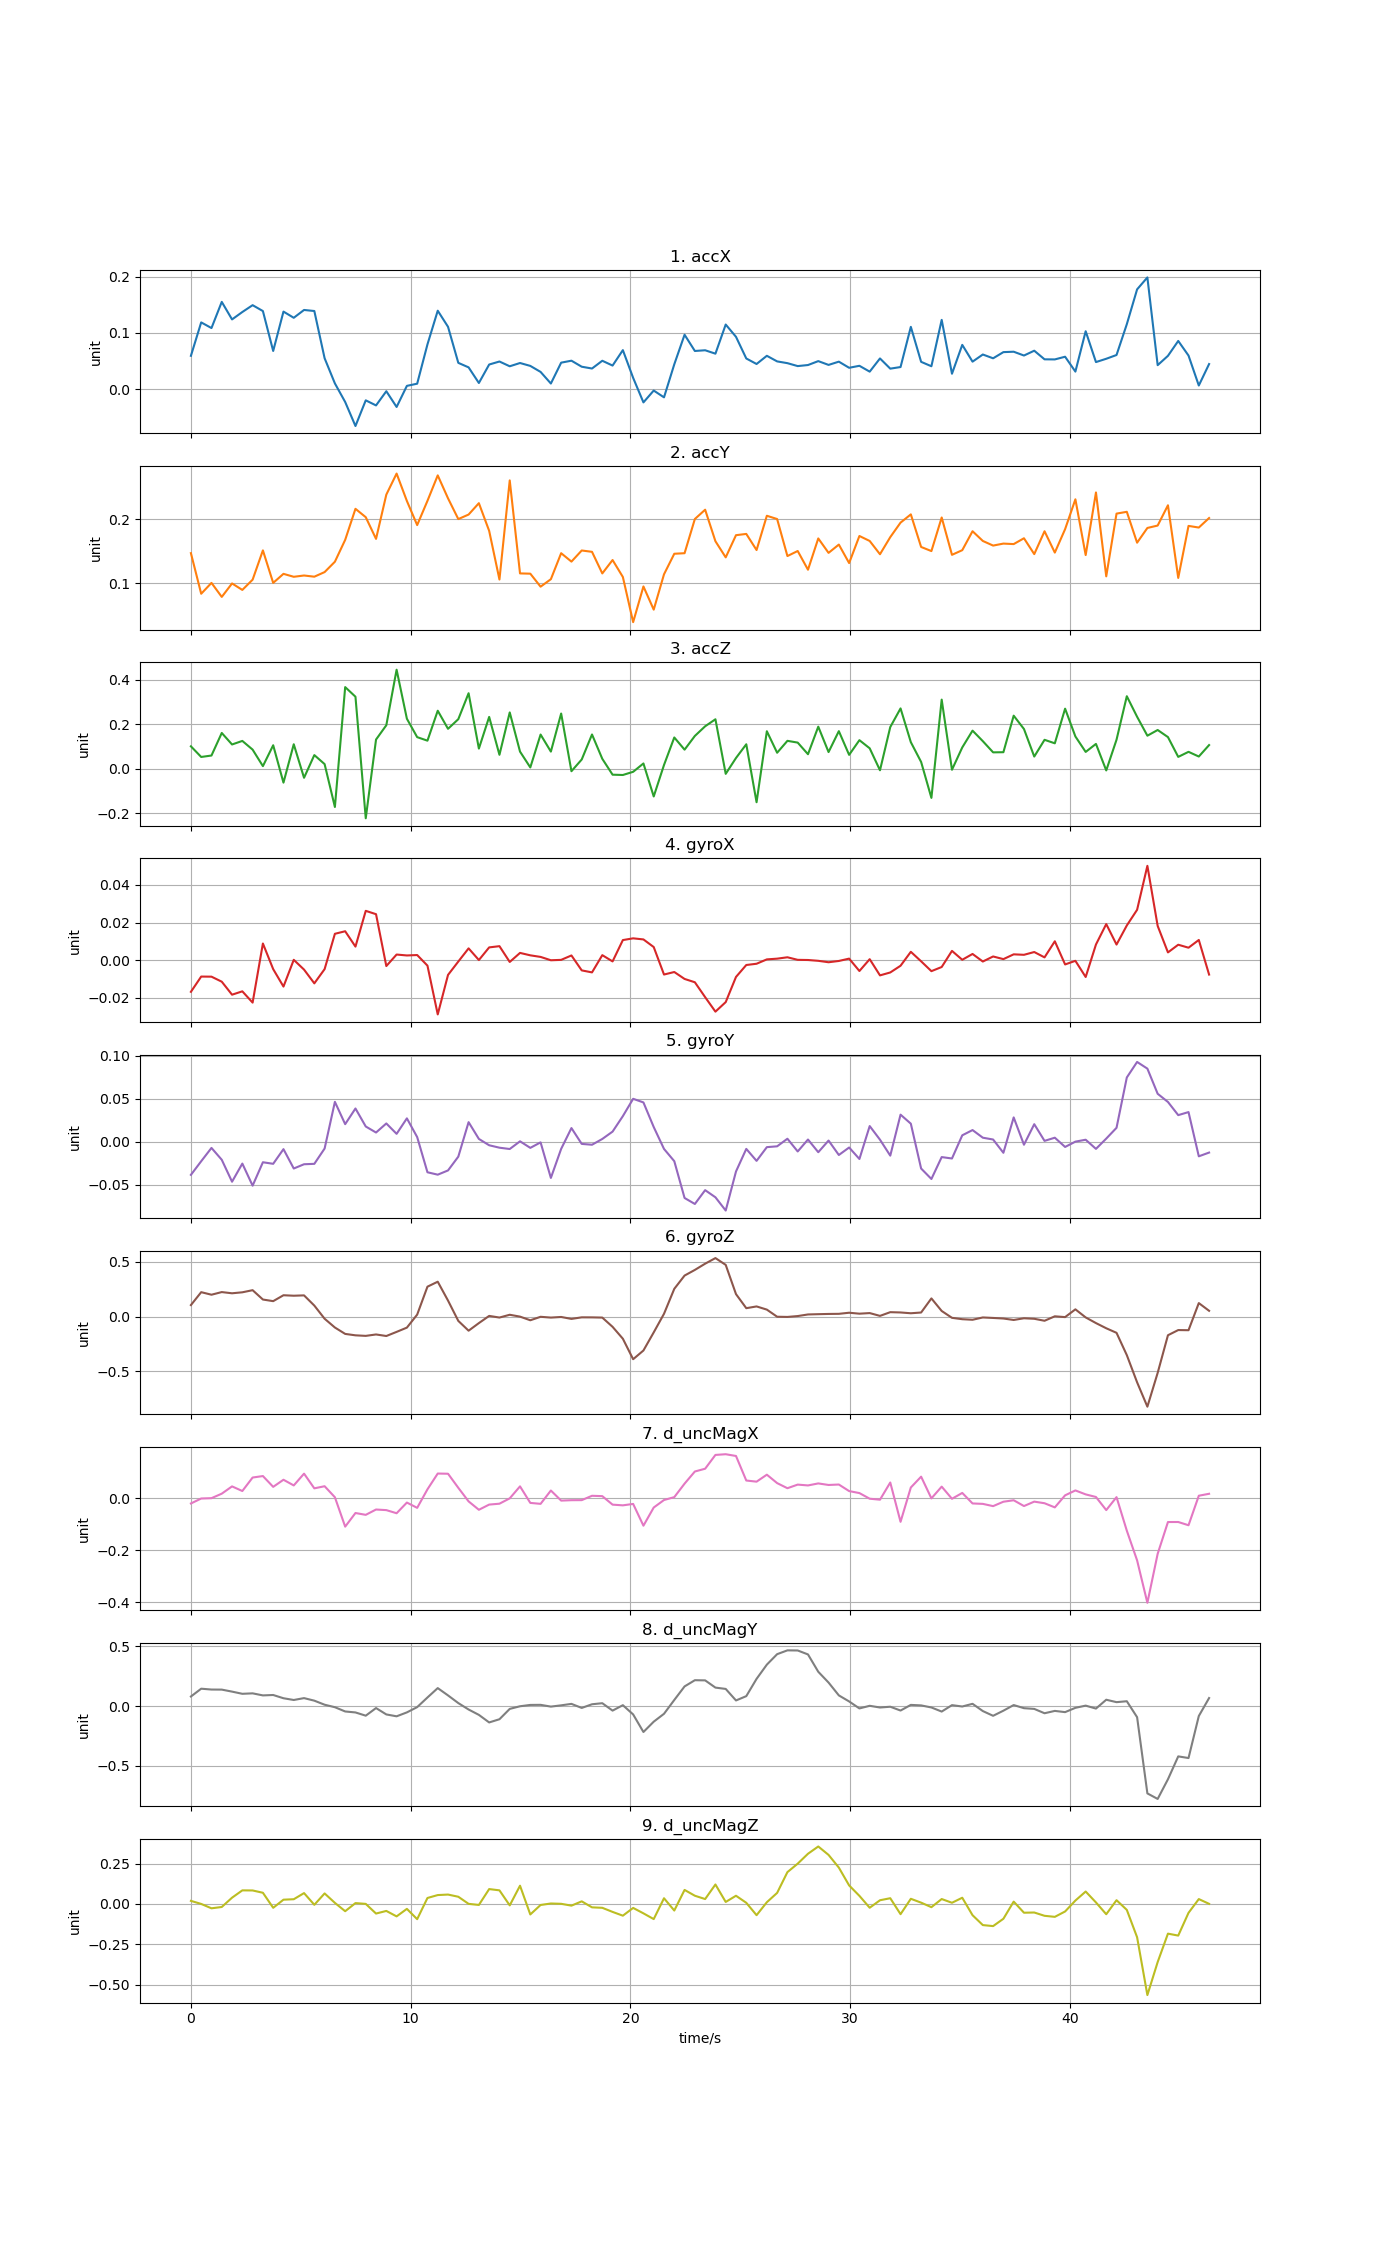 1. accX
0.2
0.1
0.0
unit
2. accY
0.2
0.1
unit
3. accZ
0.4
0.2
0.0
−0.2
unit
4. gyroX
0.04
0.02
0.00
−0.02
unit
5. gyroY
0.10
0.05
0.00
−0.05
unit
6. gyroZ
0.5
0.0
−0.5
unit
7. d_uncMagX
0.0
−0.2
−0.4
unit
8. d_uncMagY
0.5
0.0
−0.5
unit
9. d_uncMagZ
0.25
0.00
−0.25
−0.50
unit
0 10 20 30 40
time/s